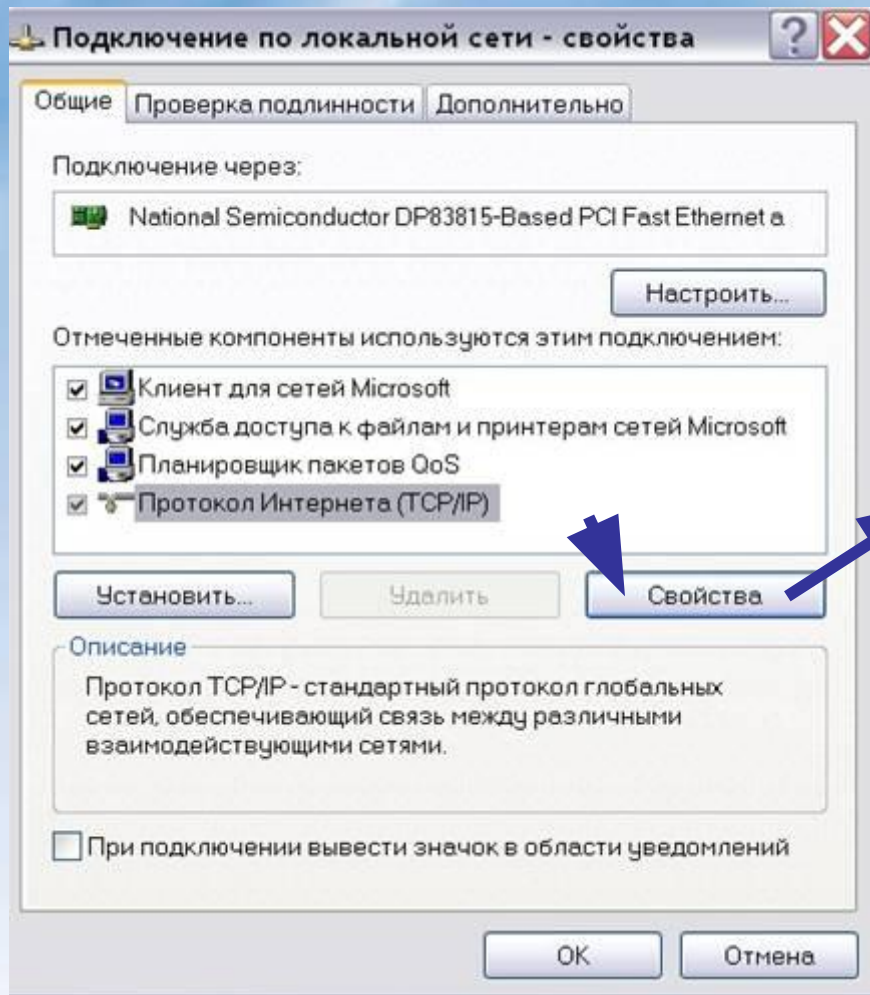 Подключение по локальной сети - свойства
Общие Проверка подлинности Дополнительно
Подключение через:
National Semiconductor DP83815-Based PCI Fast Ethernet a
Настроить...
Отмеченные компоненты используются этим подключением:
Клиент для сетей Microsoft
Служба доступа к файлам и принтерам сетей Microsoft
Планировщик пакетов QoS
Протокол Интернета (TCP/IP)
Установить... Удалить Свойства
Описание
Протокол TCP/IP - стандартный протокол глобальных
сетей, обеспечивающий связь между различными
взаимодействующими сетями.
При подключении вывести значок в области уведомлений
OK Отмена